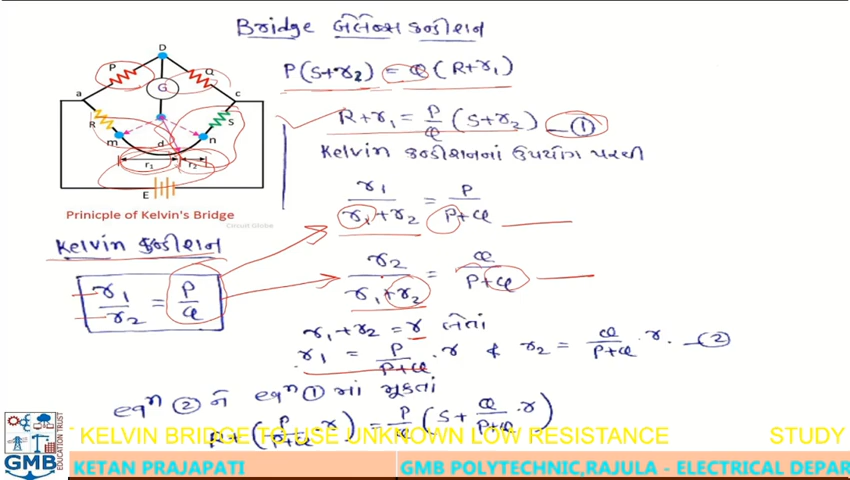 Bridge બેલેન્સ કન્ડીશન
P(S+r₂) = Q (R+r₁)
R+r₁ = P/Q (S+r₂) —①
Kelvin કન્ડીશનનાં ઉપયોગ પરથી
r₁/(r₁+r₂) = P/(P+Q)
r₂/(r₁+r₂) = Q/(P+Q)
r₁+r₂ = r લેતાં
r₁ = P/(P+Q) . r & r₂ = Q/(P+Q) . r. —②
eqⁿ ② ને eqⁿ ① માં મૂકતાં
R+(P/(P+Q) . r) = P/Q (S + Q/(P+Q) . r)
D
P
Q
G
a
c
R
S
m
d
n
r₁
r₂
E
Prinicple of Kelvin's Bridge
Circuit Globe
Kelvin કન્ડીશન
r₁/r₂ = P/Q
T KELVIN BRIDGE TO USE UNKNOWN LOW RESISTANCE STUDY
GMB
EDUCATION TRUST
KETAN PRAJAPATI
GMB POLYTECHNIC,RAJULA - ELECTRICAL DEPAR